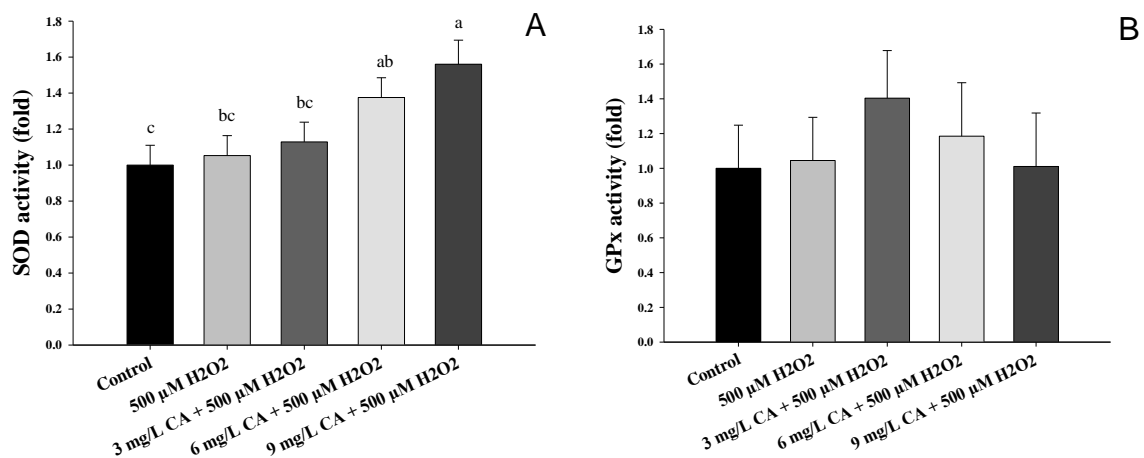 A
SOD activity (fold)
1.8
1.6
1.4
1.2
1.0
0.8
0.6
0.4
0.2
0.0
c
bc
bc
ab
a
Control
500 µM H2O2
3 mg/L CA + 500 µM H2O2
6 mg/L CA + 500 µM H2O2
9 mg/L CA + 500 µM H2O2
B
GPx activity (fold)
1.8
1.6
1.4
1.2
1.0
0.8
0.6
0.4
0.2
0.0
Control
500 µM H2O2
3 mg/L CA + 500 µM H2O2
6 mg/L CA + 500 µM H2O2
9 mg/L CA + 500 µM H2O2